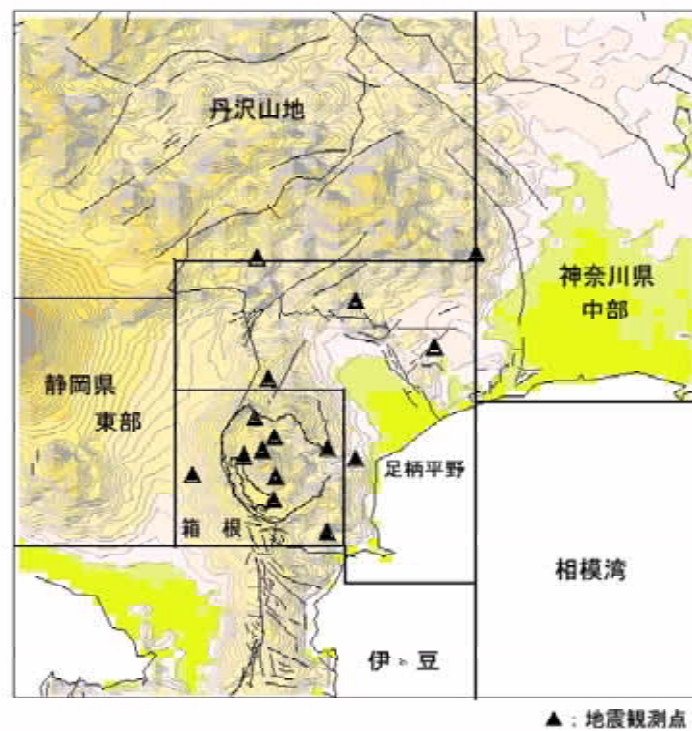 丹沢山地
神奈川県
中部
静岡県
東部
足柄平野
箱根
相模湾
伊豆
▲:地震観測点